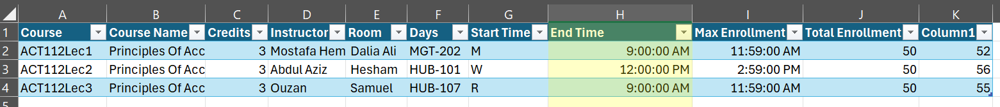 A B C D E F G H I J K
1 Course Course Name Credits Instructor Room Days Start Time End Time Max Enrollment Total Enrollment Column1
2 ACT112Lec1 Principles Of Acc 3 Mostafa Hem Dalia Ali MGT-202 M 9:00:00 AM 11:59:00 AM 50 52
3 ACT112Lec2 Principles Of Acc 3 Abdul Aziz Hesham HUB-101 W 12:00:00 PM 2:59:00 PM 50 56
4 ACT112Lec3 Principles Of Acc 3 Ouzan Samuel HUB-107 R 9:00:00 AM 11:59:00 AM 50 55
5